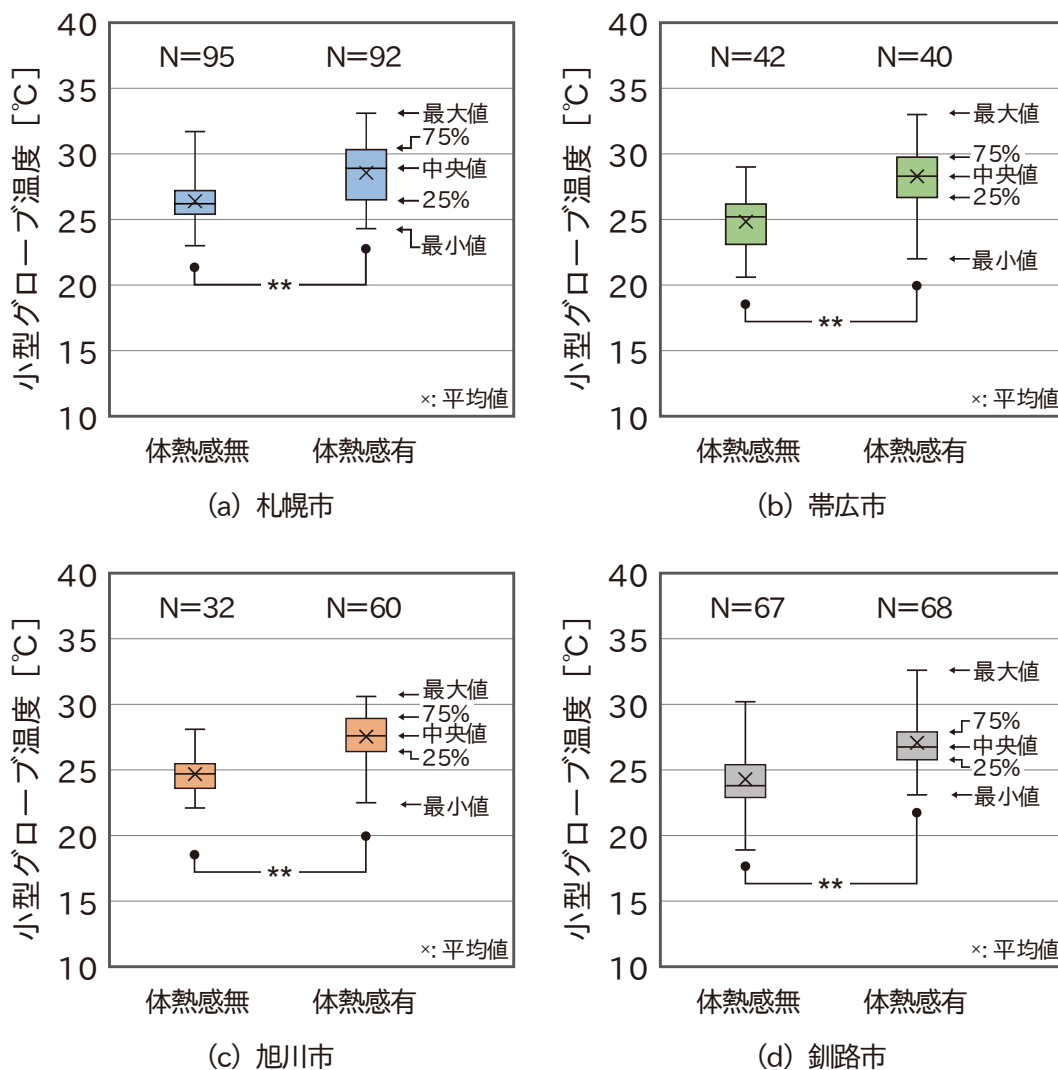 小型グローブ温度 [℃]
40
35
30
25
20
15
10
N=95
N=92
最大値
75%
中央値
25%
最小値
**
×: 平均値
体熱感無
体熱感有
(a) 札幌市
小型グローブ温度 [℃]
40
35
30
25
20
15
10
N=42
N=40
最大値
75%
中央値
25%
最小値
**
×: 平均値
体熱感無
体熱感有
(b) 帯広市
小型グローブ温度 [℃]
40
35
30
25
20
15
10
N=32
N=60
最大値
75%
中央値
25%
最小値
**
×: 平均値
体熱感無
体熱感有
(c) 旭川市
小型グローブ温度 [℃]
40
35
30
25
20
15
10
N=67
N=68
最大値
75%
中央値
25%
最小値
**
×: 平均値
体熱感無
体熱感有
(d) 釧路市